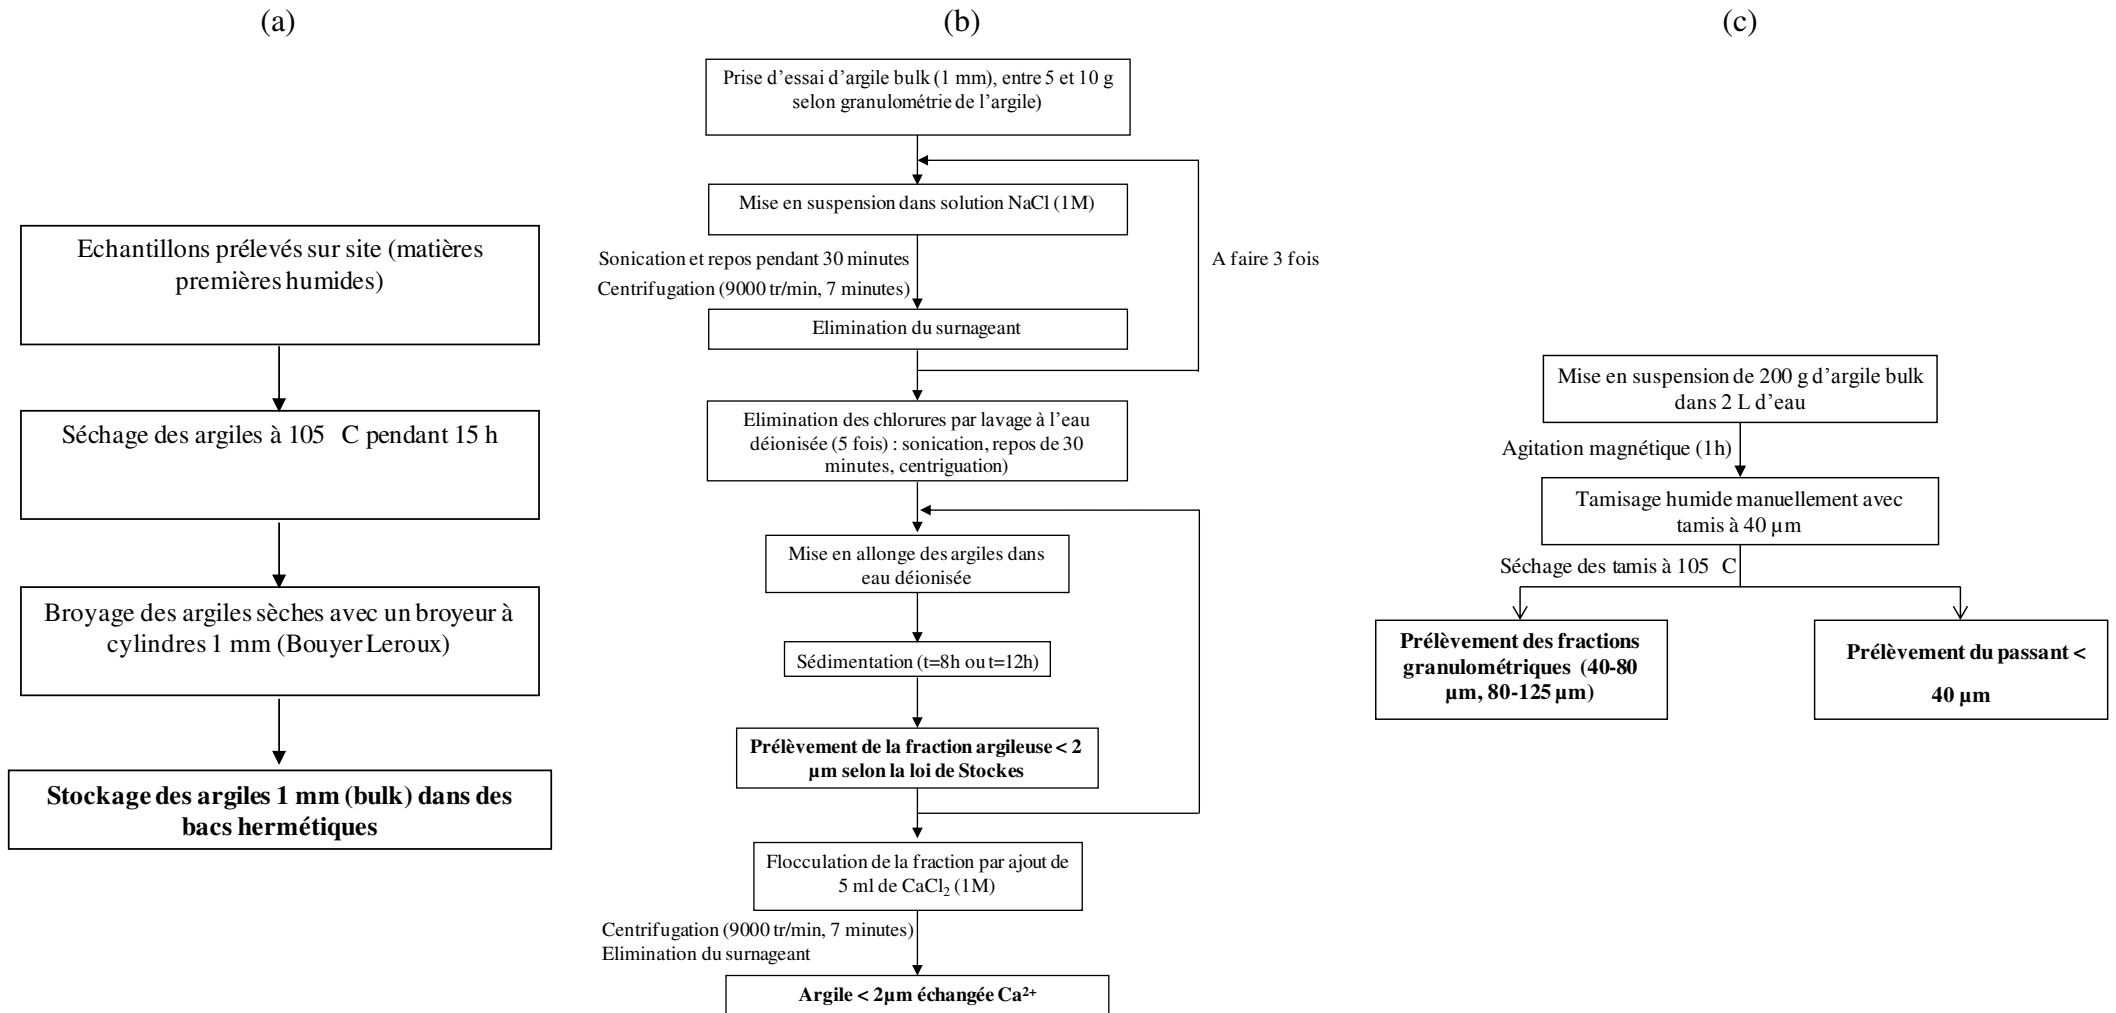 (a)
Echantillons prélevés sur site (matières
premières humides)
Séchage des argiles à 105 C pendant 15 h
Broyage des argiles sèches avec un broyeur à
cylindres 1 mm (Bouyer Leroux)
Stockage des argiles 1 mm (bulk) dans des
bacs hermétiques
(b)
Prise d'essai d'argile bulk (1 mm), entre 5 et 10 g
selon granulométrie de l'argile)
Mise en suspension dans solution NaCl (1M)
Sonication et repos pendant 30 minutes
Centrifugation (9000 tr/min, 7 minutes)
A faire 3 fois
Elimination du surnageant
Elimination des chlorures par lavage à l'eau
déionisée (5 fois) : sonication, repos de 30
minutes, centriguation)
Mise en allonge des argiles dans
eau déionisée
Sédimentation (t=8h ou t=12h)
Prélèvement de la fraction argileuse < 2
µm selon la loi de Stockes
Flocculation de la fraction par ajout de
5 ml de CaCl₂ (1M)
Centrifugation (9000 tr/min, 7 minutes)
Elimination du surnageant
Argile < 2µm échangée Ca²⁺
(c)
Mise en suspension de 200 g d'argile bulk
dans 2 L d'eau
Agitation magnétique (1h)
Tamisage humide manuellement avec
tamis à 40 µm
Séchage des tamis à 105 C
Prélèvement des fractions
granulométriques (40-80
µm, 80-125 µm)
Prélèvement du passant <
40 µm